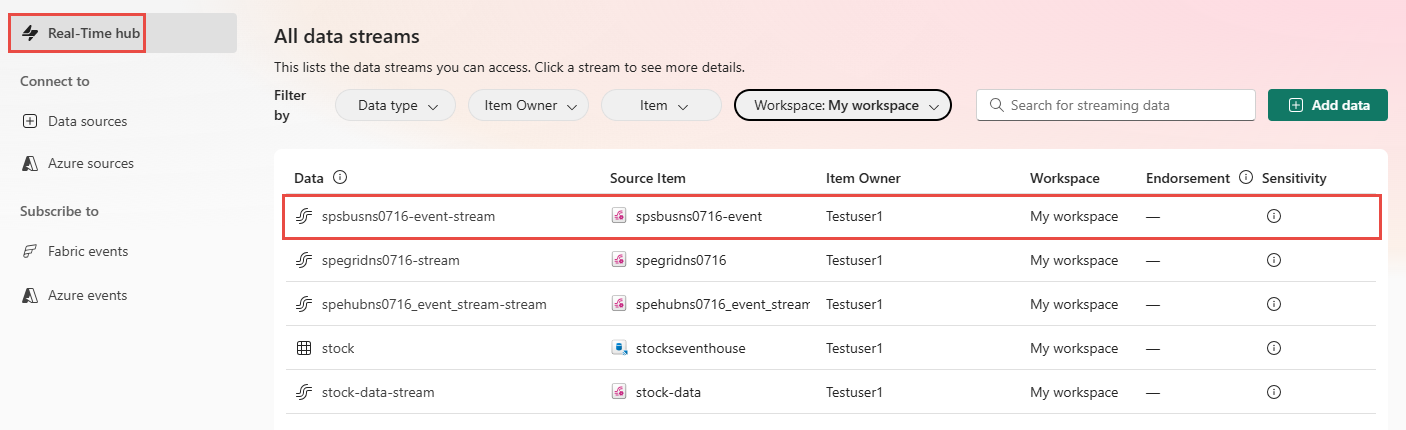 Real-Time hub
Connect to
Data sources
Azure sources
Subscribe to
Fabric events
Azure events
All data streams
This lists the data streams you can access. Click a stream to see more details.
Filter by
Data type
Item Owner
Item
Workspace: My workspace
Search for streaming data
Add data
Data Source Item Item Owner Workspace Endorsement Sensitivity
spsbusns0716-event-stream spsbusns0716-event Testuser1 My workspace —
spegridns0716-stream spegridns0716 Testuser1 My workspace —
spehubns0716_event_stream-stream spehubns0716_event_stream Testuser1 My workspace —
stock stockseventhouse Testuser1 My workspace —
stock-data-stream stock-data Testuser1 My workspace —